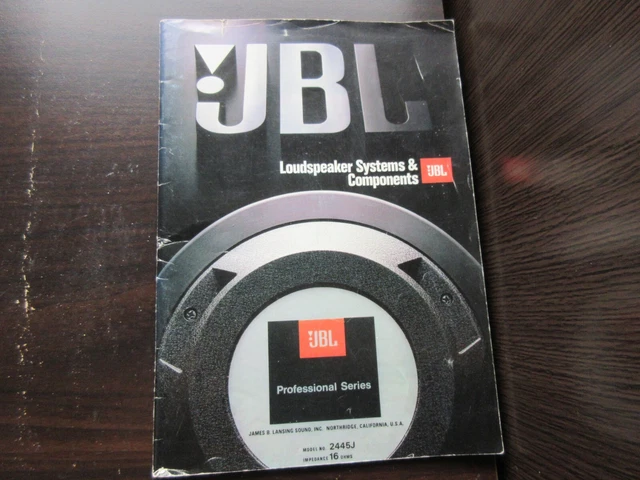 JBL
Loudspeaker Systems &
Components
JBL
JBL
Professional Series
JAMES B. LANSING SOUND, INC. NORTHRIDGE, CALIFORNIA, U.S.A.
MODEL NO. 2445J
IMPEDANCE 16 OHMS